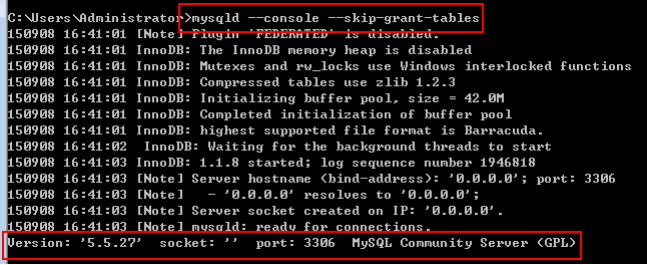 C:\Users\Administrator>mysqld --console --skip-grant-tables
150908 16:41:01 [Note] Plugin 'FEDERATED' is disabled.
150908 16:41:01 InnoDB: The InnoDB memory heap is disabled
150908 16:41:01 InnoDB: Mutexes and rw_locks use Windows interlocked functions
150908 16:41:01 InnoDB: Compressed tables use zlib 1.2.3
150908 16:41:01 InnoDB: Initializing buffer pool, size = 42.0M
150908 16:41:01 InnoDB: Completed initialization of buffer pool
150908 16:41:01 InnoDB: highest supported file format is Barracuda.
150908 16:41:02  InnoDB: Waiting for the background threads to start
150908 16:41:03 InnoDB: 1.1.8 started; log sequence number 1946818
150908 16:41:03 [Note] Server hostname (bind-address): '0.0.0.0'; port: 3306
150908 16:41:03 [Note]   - '0.0.0.0' resolves to '0.0.0.0';
150908 16:41:03 [Note] Server socket created on IP: '0.0.0.0'.
150908 16:41:03 [Note] mysqld: ready for connections.
Version: '5.5.27'  socket: ''  port: 3306  MySQL Community Server (GPL)